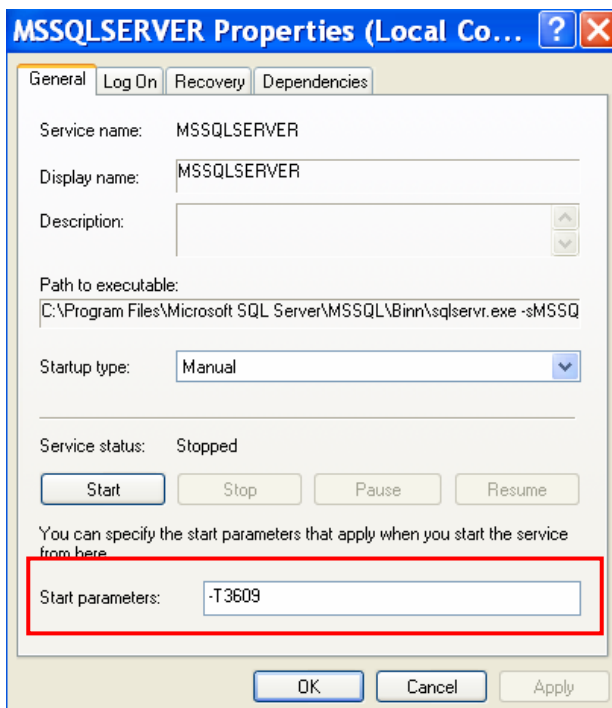 MSSQLSERVER Properties (Local Co...
General Log On Recovery Dependencies
Service name: MSSQLSERVER
Display name: MSSQLSERVER
Description:
Path to executable:
C:\Program Files\Microsoft SQL Server\MSSQL\Binn\sqlservr.exe -sMSSQ
Startup type: Manual
Service status: Stopped
Start Stop Pause Resume
You can specify the start parameters that apply when you start the service
from here.
Start parameters: -T3609
OK Cancel Apply